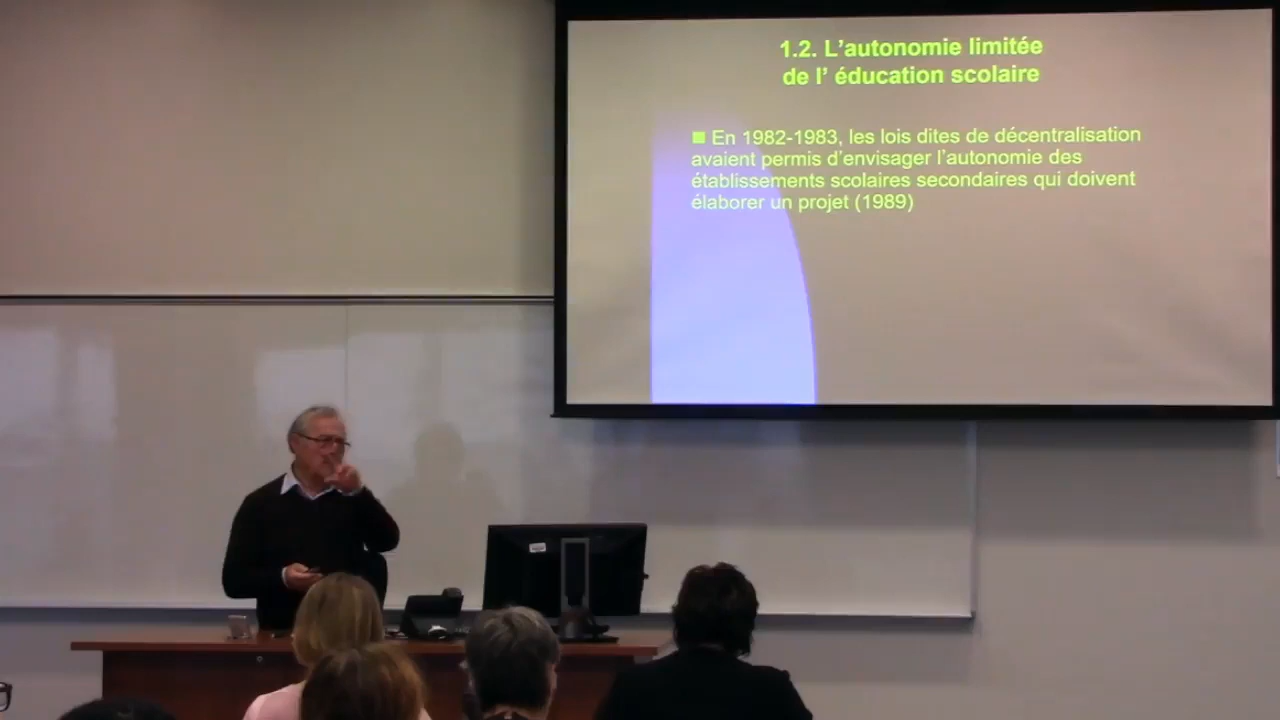 1.2. L’autonomie limitée
de l’ éducation scolaire
■ En 1982-1983, les lois dites de décentralisation
avaient permis d’envisager l’autonomie des
établissements scolaires secondaires qui doivent
élaborer un projet (1989)